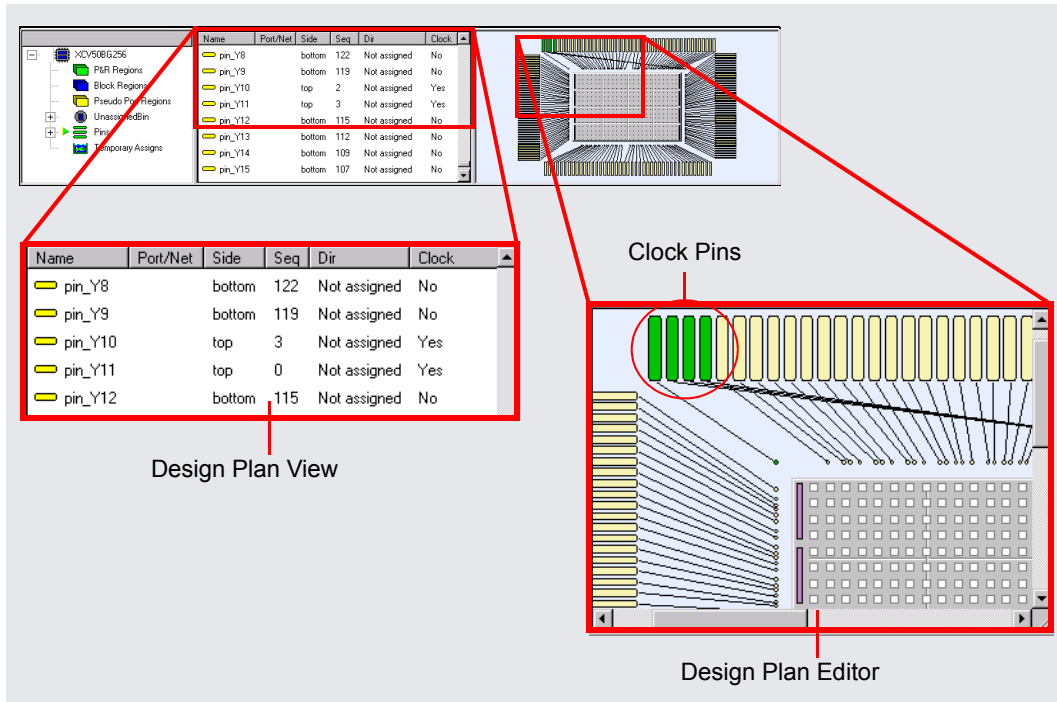 Name Port/Net Side Seq Dir Clock
XCV50BG256
P&R Regions
Block Regions
Pseudo Port Regions
UnassignedBin
Pins
Temporary Assigns
pin_Y8 bottom 122 Not assigned No
pin_Y9 bottom 119 Not assigned No
pin_Y10 top 2 Not assigned Yes
pin_Y11 top 3 Not assigned Yes
pin_Y12 bottom 115 Not assigned No
pin_Y13 bottom 112 Not assigned No
pin_Y14 bottom 109 Not assigned No
pin_Y15 bottom 107 Not assigned No
Name Port/Net Side Seq Dir Clock
pin_Y8 bottom 122 Not assigned No
pin_Y9 bottom 119 Not assigned No
pin_Y10 top 3 Not assigned Yes
pin_Y11 top 0 Not assigned Yes
pin_Y12 bottom 115 Not assigned No
Design Plan View
Clock Pins
Design Plan Editor